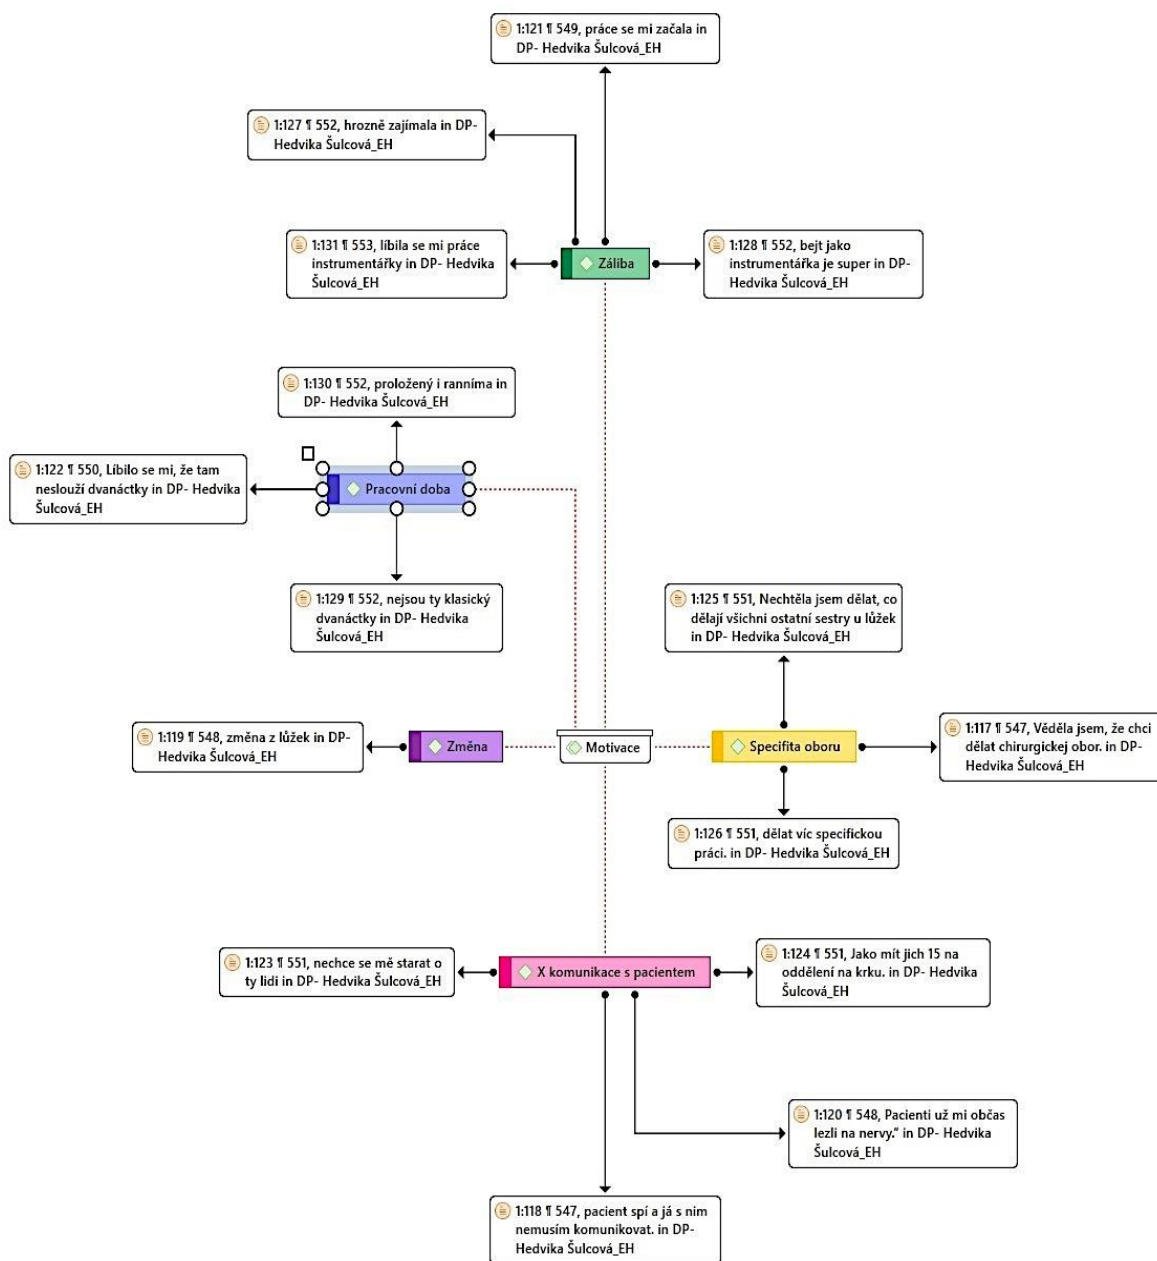 1:121 ¶ 549, práce se mi začala in
DP- Hedvika Šulcová_EH
1:127 ¶ 552, hrozně zajímala in DP-
Hedvika Šulcová_EH
1:131 ¶ 553, líbila se mi práce
instrumentářky in DP- Hedvika
Šulcová_EH
Záliba
1:128 ¶ 552, bejt jako
instrumentářka je super in DP-
Hedvika Šulcová_EH
1:130 ¶ 552, proložený i ranníma in
DP- Hedvika Šulcová_EH
1:122 ¶ 550, Líbilo se mi, že tam
neslouží dvanáctky in DP- Hedvika
Šulcová_EH
Pracovní doba
1:129 ¶ 552, nejsou ty klasický
dvanáctky in DP- Hedvika
Šulcová_EH
1:125 ¶ 551, Nechtěla jsem dělat, co
dělají všichni ostatní sestry u lůžek
in DP- Hedvika Šulcová_EH
1:119 ¶ 548, změna z lůžek in DP-
Hedvika Šulcová_EH
Změna
Motivace
Specifita oboru
1:117 ¶ 547, Věděla jsem, že chci
dělat chirurgickej obor. in DP-
Hedvika Šulcová_EH
1:126 ¶ 551, dělat víc specifickou
práci. in DP- Hedvika Šulcová_EH
1:123 ¶ 551, nechce se mě starat o
ty lidi in DP- Hedvika Šulcová_EH
X komunikace s pacientem
1:124 ¶ 551, Jako mít jich 15 na
oddělení na krku. in DP- Hedvika
Šulcová_EH
1:120 ¶ 548, Pacienti už mi občas
lezli na nervy.“ in DP- Hedvika
Šulcová_EH
1:118 ¶ 547, pacient spí a já s nim
nemusím komunikovat. in DP-
Hedvika Šulcová_EH